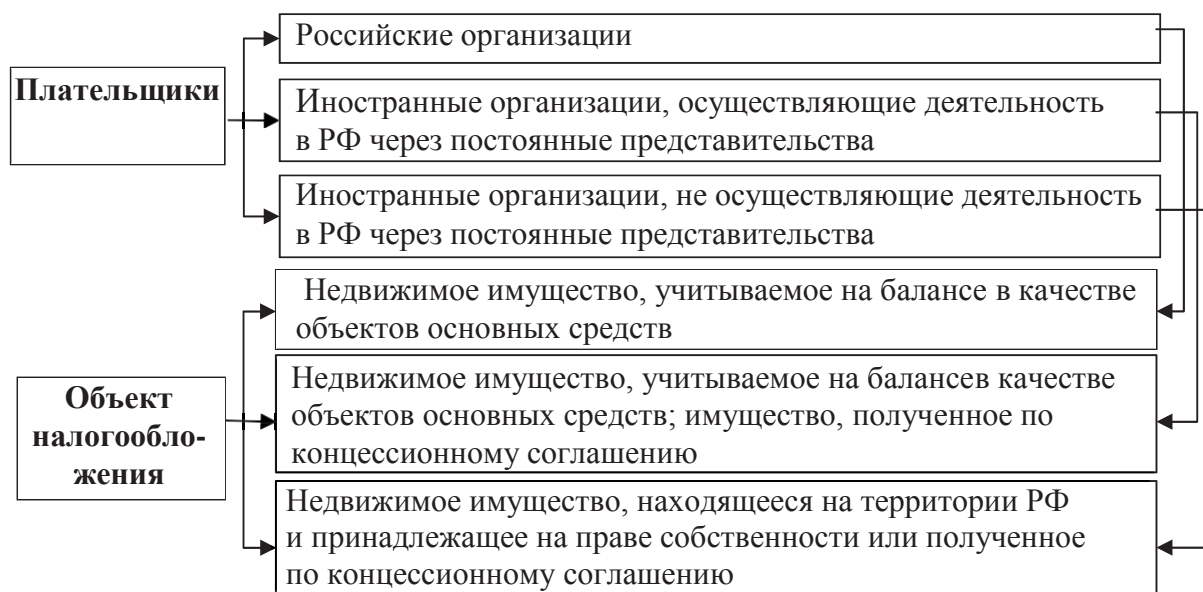 Плательщики
Российские организации
Иностранные организации, осуществляющие деятельность
в РФ через постоянные представительства
Иностранные организации, не осуществляющие деятельность
в РФ через постоянные представительства
Объект
налогообло-
жения
Недвижимое имущество, учитываемое на балансе в качестве
объектов основных средств
Недвижимое имущество, учитываемое на балансев качестве
объектов основных средств; имущество, полученное по
концессионному соглашению
Недвижимое имущество, находящееся на территории РФ
и принадлежащее на праве собственности или полученное
по концессионному соглашению